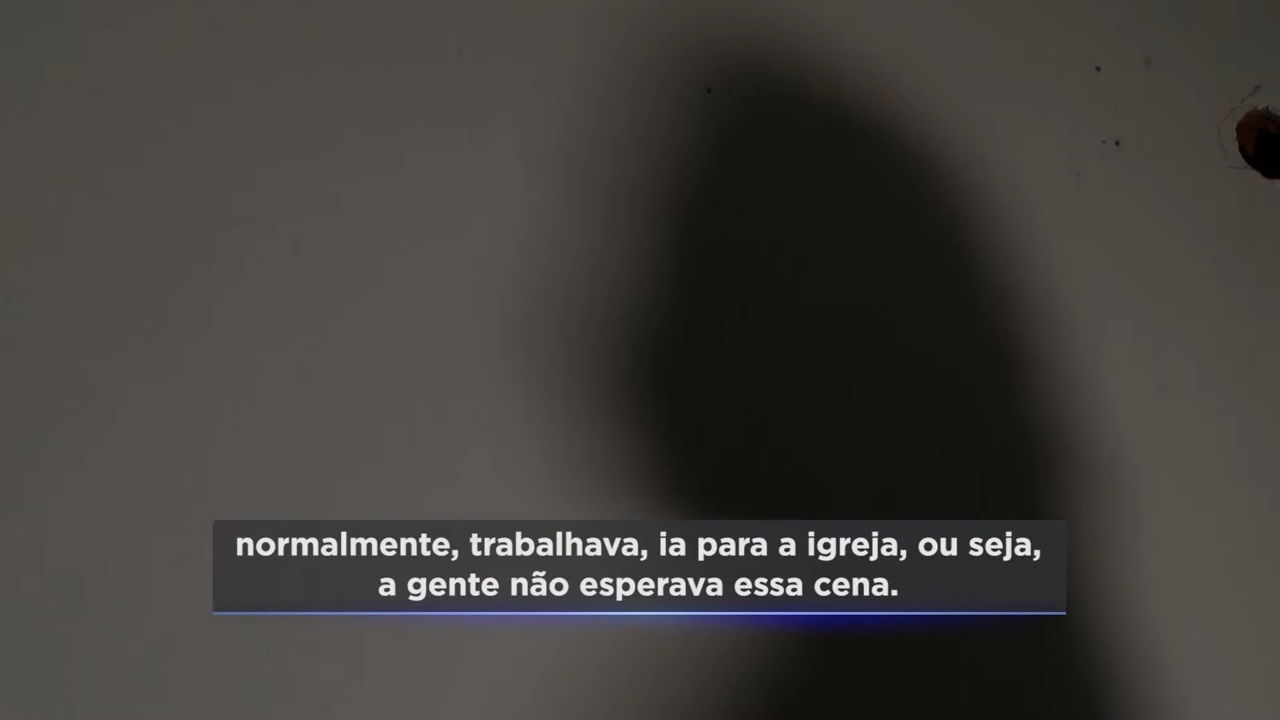 normalmente, trabalhava, ia para a igreja, ou seja,
a gente não esperava essa cena.